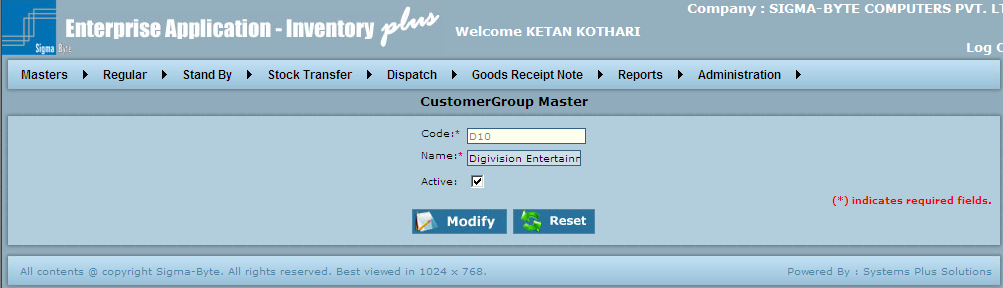 Company : SIGMA-BYTE COMPUTERS PVT.
Enterprise Application - Inventory plus
Welcome KETAN KOTHARI
Sigma Byte
Log
Masters Regular Stand By Stock Transfer Dispatch Goods Receipt Note Reports Administration
CustomerGroup Master
Code:* D10
Name:* Digivision Entertainm
Active:
(*) indicates required fields.
Modify Reset
All contents @ copyright Sigma-Byte. All rights reserved. Best viewed in 1024 x 768.
Powered By : Systems Plus Solutions